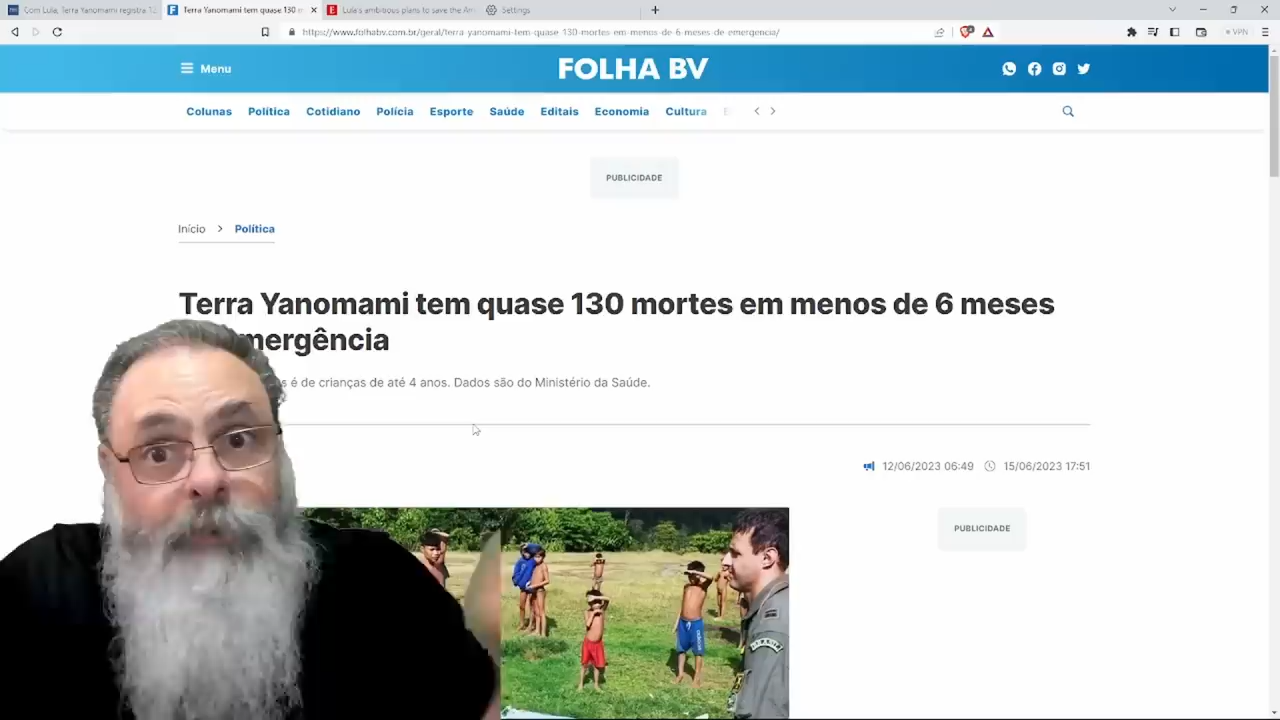 Com Lula, Terra Yanomami registra 12
Terra Yanomami tem quase 130 m
Lula's ambitious plans to save the Am
Settings
https://www.folhabv.com.br/geral/terra-yanomami-tem-quase-130-mortes-em-menos-de-6-meses-de-emergencia/
VPN
Menu
FOLHA BV
Colunas Política Cotidiano Polícia Esporte Saúde Editais Economia Cultura
PUBLICIDADE
Início > Política
Terra Yanomami tem quase 130 mortes em menos de 6 meses
mergência
s é de crianças de até 4 anos. Dados são do Ministério da Saúde.
12/06/2023 06:49 15/06/2023 17:51
PUBLICIDADE